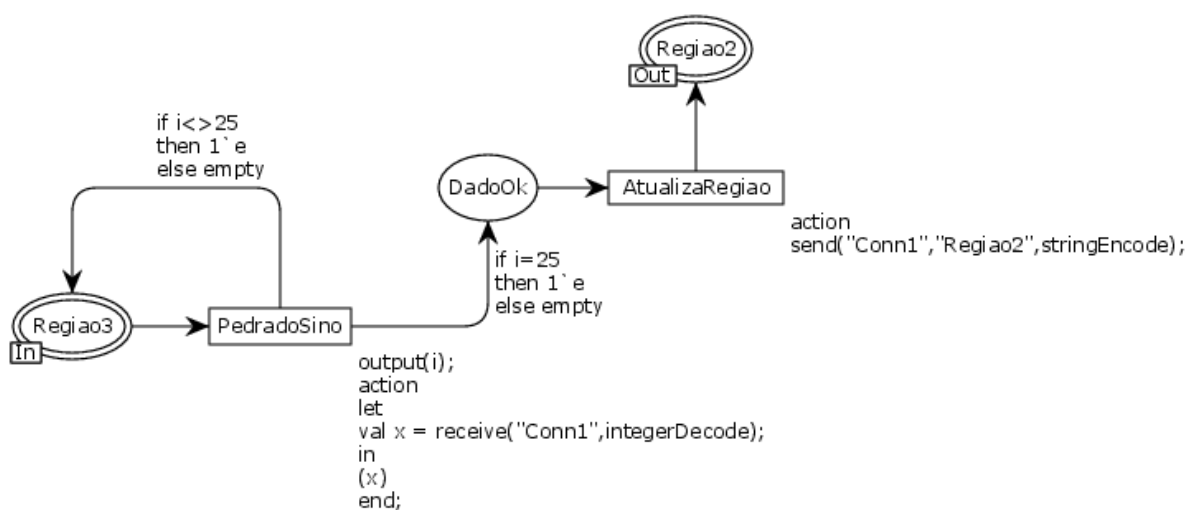 Regiao2
Out
if i<>25
then 1`e
else empty
DadoOk
AtualizaRegiao
action
send("Conn1","Regiao2",stringEncode);
if i=25
then 1`e
else empty
Regiao3
In
PedradoSino
output(i);
action
let
val x = receive("Conn1",integerDecode);
in
(x)
end;